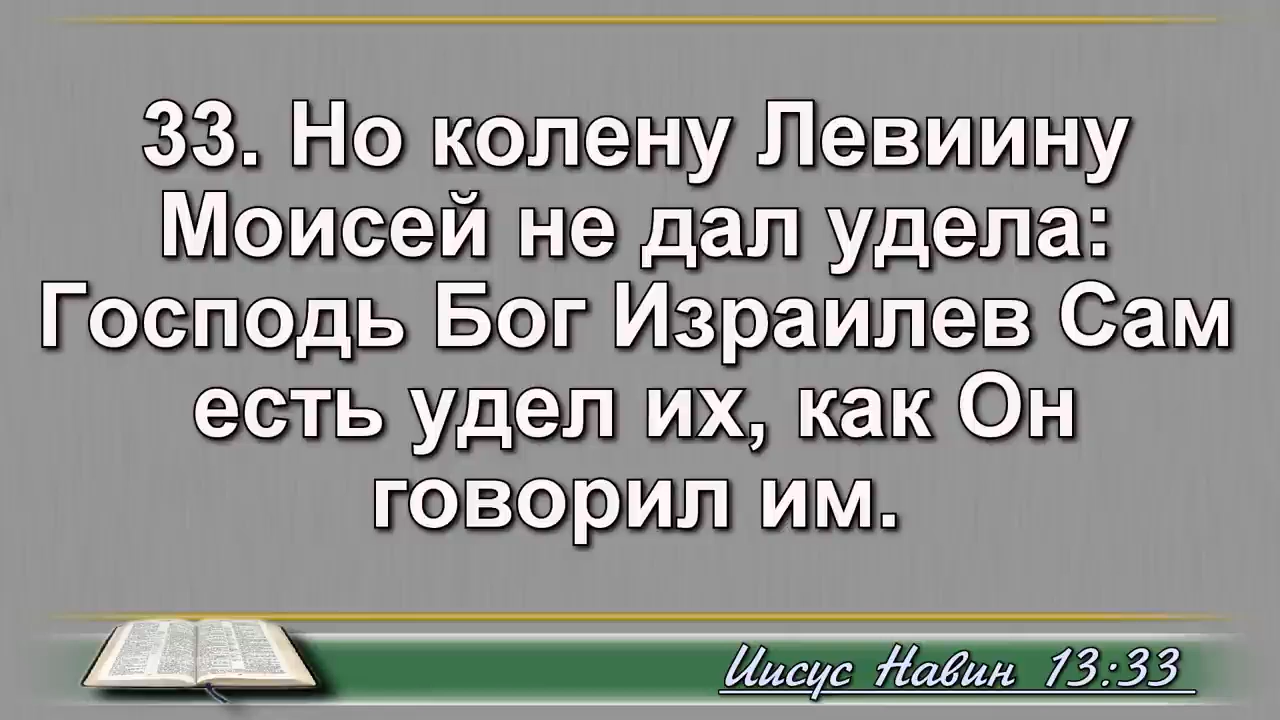 33. Но колену Левиину
Моисей не дал удела:
Господь Бог Израилев Сам
есть удел их, как Он
говорил им.
Иисус Навин 13:33